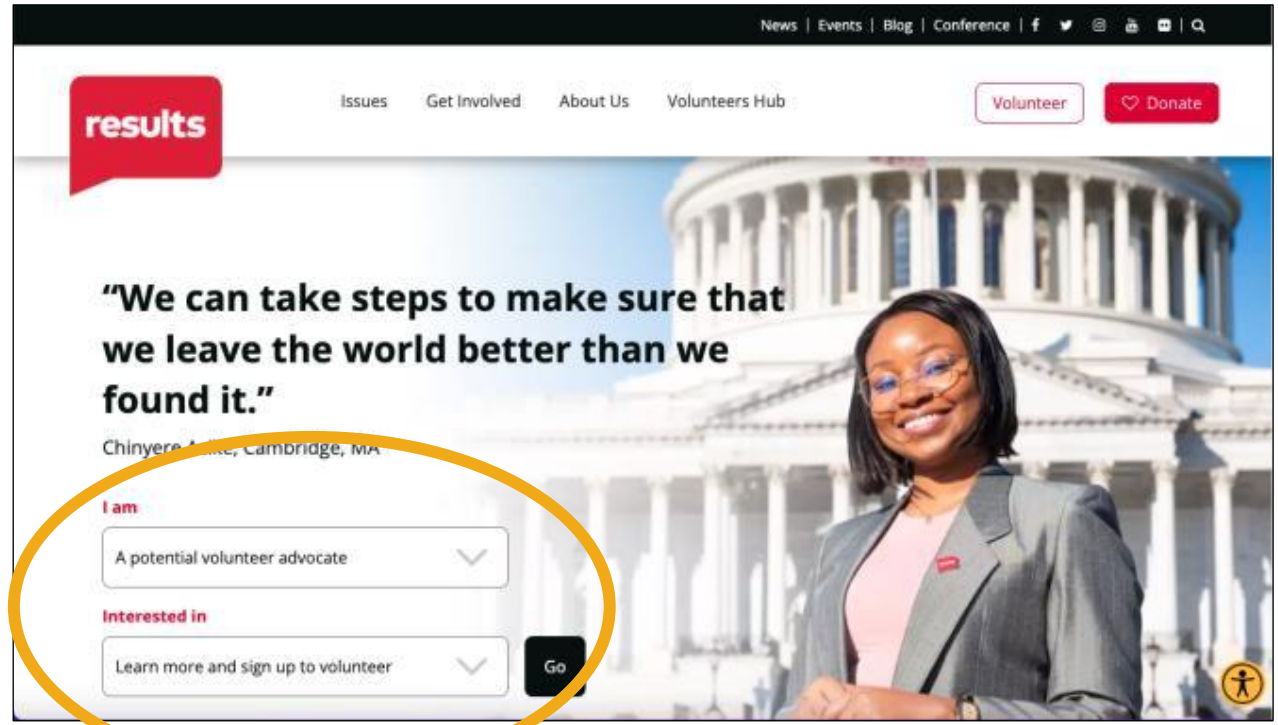 News | Events | Blog | Conference |
results
Issues Get Involved About Us Volunteers Hub Volunteer Donate
“We can take steps to make sure that
we leave the world better than we
found it.”
Chinyere Cambridge, MA
I am
A potential volunteer advocate
Interested in
Learn more and sign up to volunteer Go